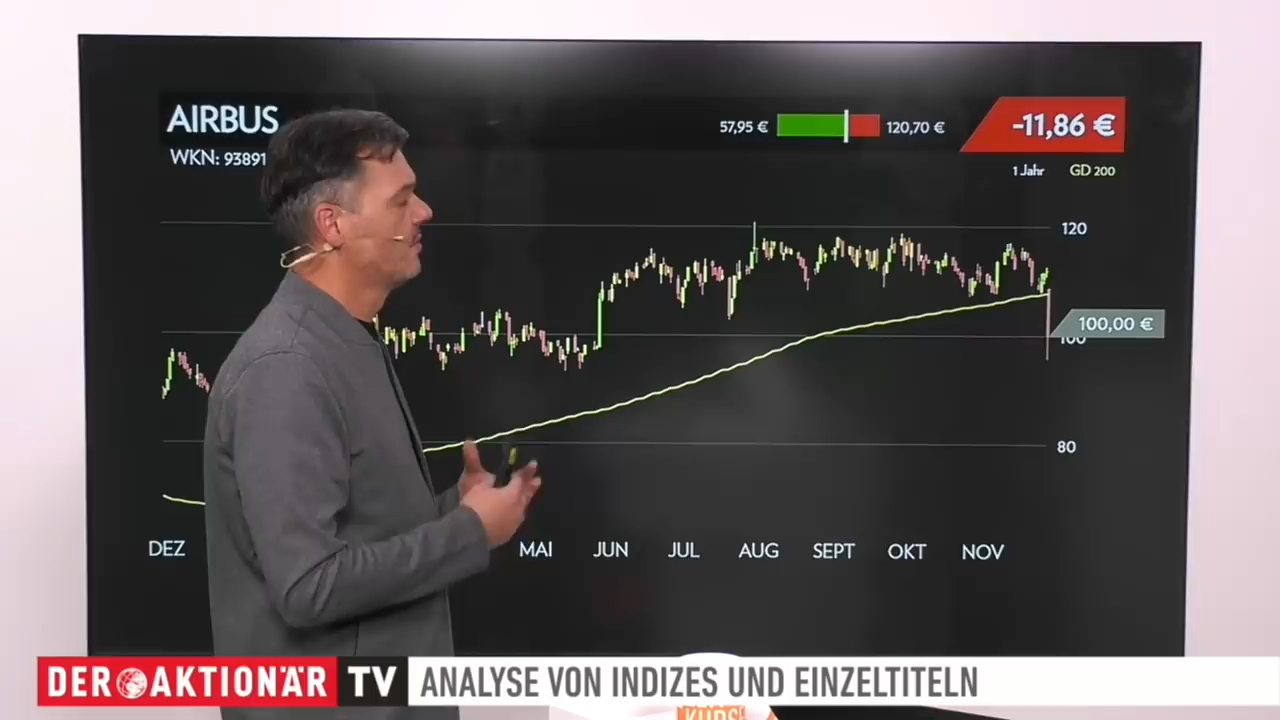 AIRBUS
57,95 € 120,70 €
-11,86 €
WKN: 93891
1 Jahr GD 200
120
100,00 €
100
80
DEZ MAI JUN JUL AUG SEPT OKT NOV
DER AKTIONÄR TV ANALYSE VON INDIZES UND EINZELTITELN